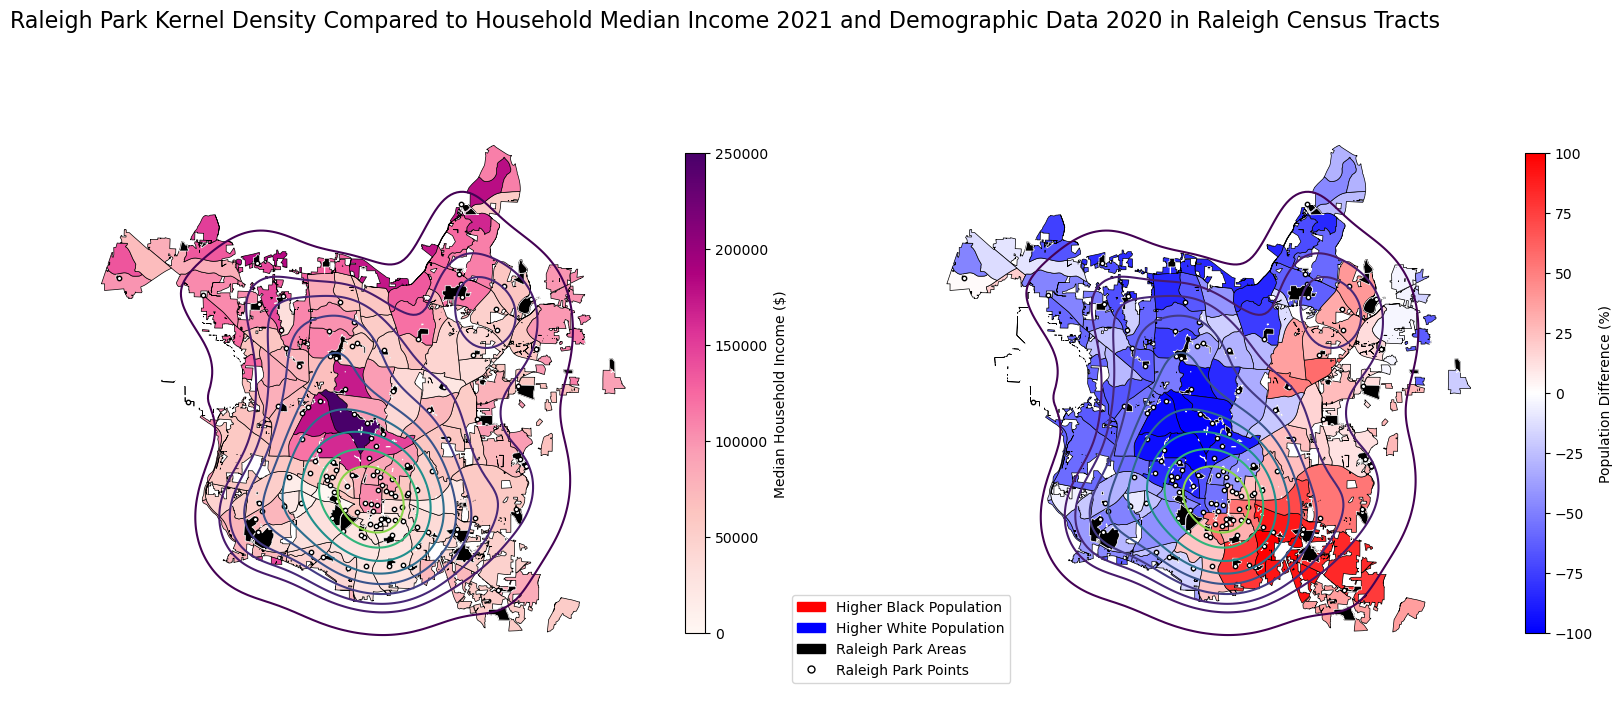 Raleigh Park Kernel Density Compared to Household Median Income 2021 and Demographic Data 2020 in Raleigh Census Tracts
250000
200000
150000
100000
50000
0
Median Household Income ($)
100
75
50
25
0
−25
−50
−75
−100
Population Difference (%)
Higher Black Population
Higher White Population
Raleigh Park Areas
Raleigh Park Points